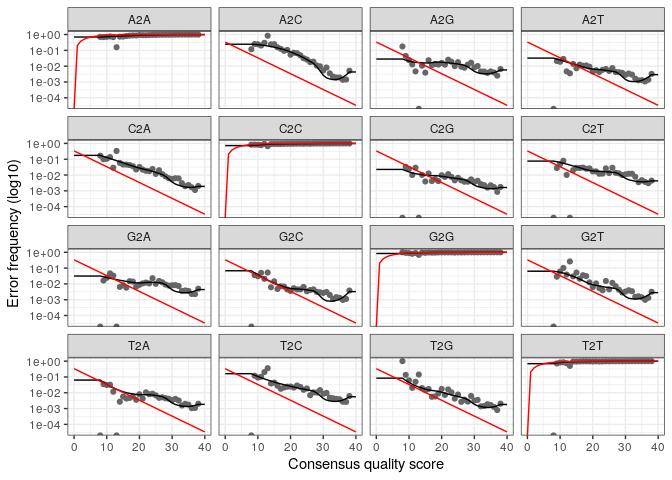 A2A A2C A2G A2T
1e+00
1e-01
1e-02
1e-03
1e-04
C2A C2C C2G C2T
1e+00
1e-01
1e-02
1e-03
1e-04
G2A G2C G2G G2T
1e+00
1e-01
1e-02
1e-03
1e-04
T2A T2C T2G T2T
1e+00
1e-01
1e-02
1e-03
1e-04
0 10 20 30 40 0 10 20 30 40 0 10 20 30 40 0 10 20 30 40
Consensus quality score
Error frequency (log10)